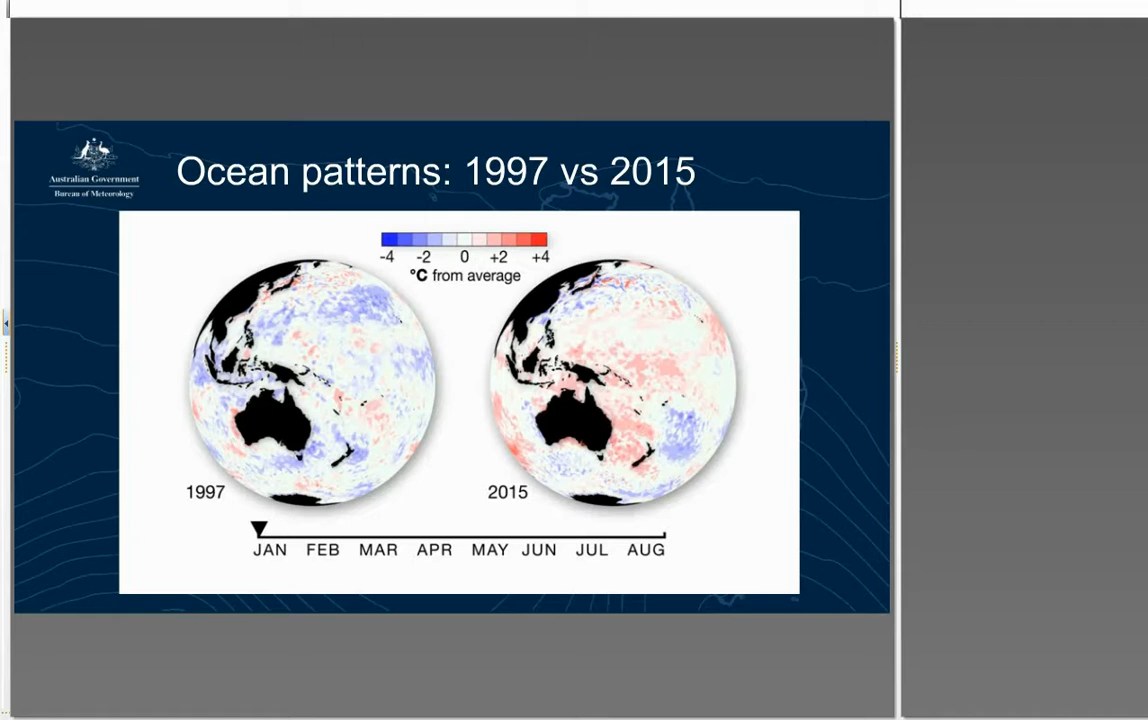 Australian Government
Bureau of Meteorology
Ocean patterns: 1997 vs 2015
-4 -2 0 +2 +4
°C from average
1997
2015
JAN FEB MAR APR MAY JUN JUL AUG